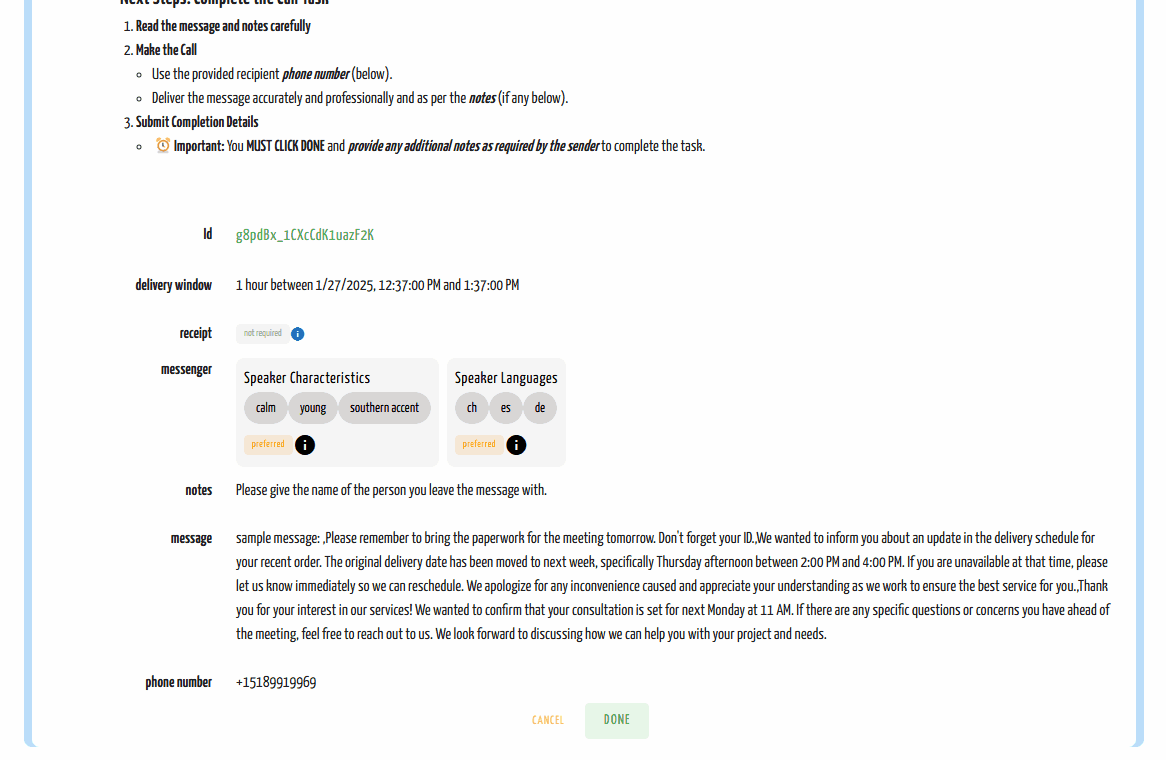 Next Steps: Complete the Call Task
1. Read the message and notes carefully
2. Make the Call
Use the provided recipient phone number (below).
Deliver the message accurately and professionally and as per the notes (if any below).
3. Submit Completion Details
⏰ Important: You MUST CLICK DONE and provide any additional notes as required by the sender to complete the task.
Id g8pdBx_1CXcCdK1uazF2K
delivery window 1 hour between 1/27/2025, 12:37:00 PM and 1:37:00 PM
receipt not required i
messenger
Speaker Characteristics
calm young southern accent
preferred i
Speaker Languages
ch es de
preferred i
notes Please give the name of the person you leave the message with.
message sample message: ,Please remember to bring the paperwork for the meeting tomorrow. Don't forget your ID.,We wanted to inform you about an update in the delivery schedule for
your recent order. The original delivery date has been moved to next week, specifically Thursday afternoon between 2:00 PM and 4:00 PM. If you are unavailable at that time, please
let us know immediately so we can reschedule. We apologize for any inconvenience caused and appreciate your understanding as we work to ensure the best service for you.,Thank
you for your interest in our services! We wanted to confirm that your consultation is set for next Monday at 11 AM. If there are any specific questions or concerns you have ahead of
the meeting, feel free to reach out to us. We look forward to discussing how we can help you with your project and needs.
phone number +15189919969
CANCEL DONE